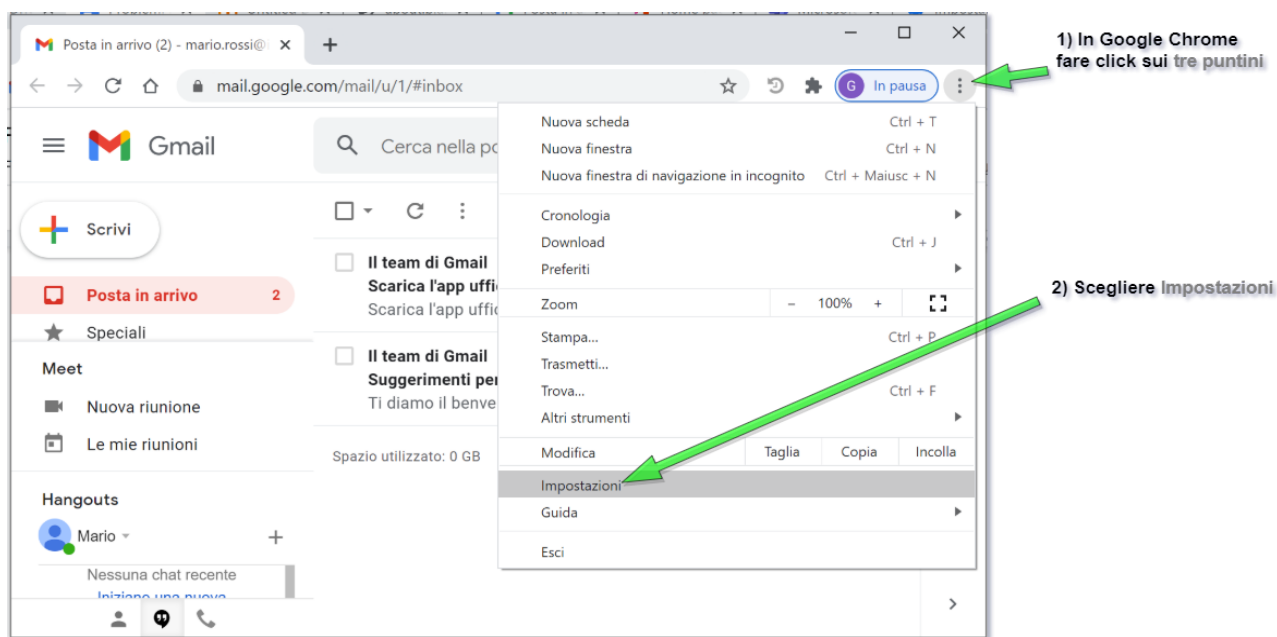 Posta in arrivo (2) - mario.rossi@
mail.google.com/mail/u/1/#inbox
G In pausa
1) In Google Chrome
fare click sui tre puntini
Gmail
Cerca nella po
Scrivi
Posta in arrivo 2
Speciali
Meet
Nuova riunione
Le mie riunioni
Hangouts
Mario
Nessuna chat recente
Iniziane una nuova
Il team di Gmail
Scarica l'app uffi
Scarica l'app uffic
Il team di Gmail
Suggerimenti per
Ti diamo il benve
Spazio utilizzato: 0 GB
Nuova scheda Ctrl + T
Nuova finestra Ctrl + N
Nuova finestra di navigazione in incognito Ctrl + Maiusc + N
Cronologia
Download Ctrl + J
Preferiti
Zoom - 100% +
Stampa... Ctrl + P
Trasmetti...
Trova... Ctrl + F
Altri strumenti
Modifica Taglia Copia Incolla
Impostazioni
Guida
Esci
2) Scegliere Impostazioni